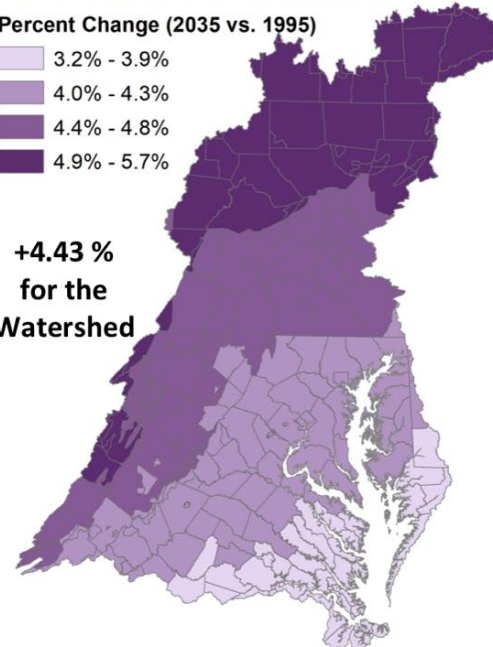 Percent Change (2035 vs. 1995)
3.2% - 3.9%
4.0% - 4.3%
4.4% - 4.8%
4.9% - 5.7%
+4.43 %
for the
Watershed